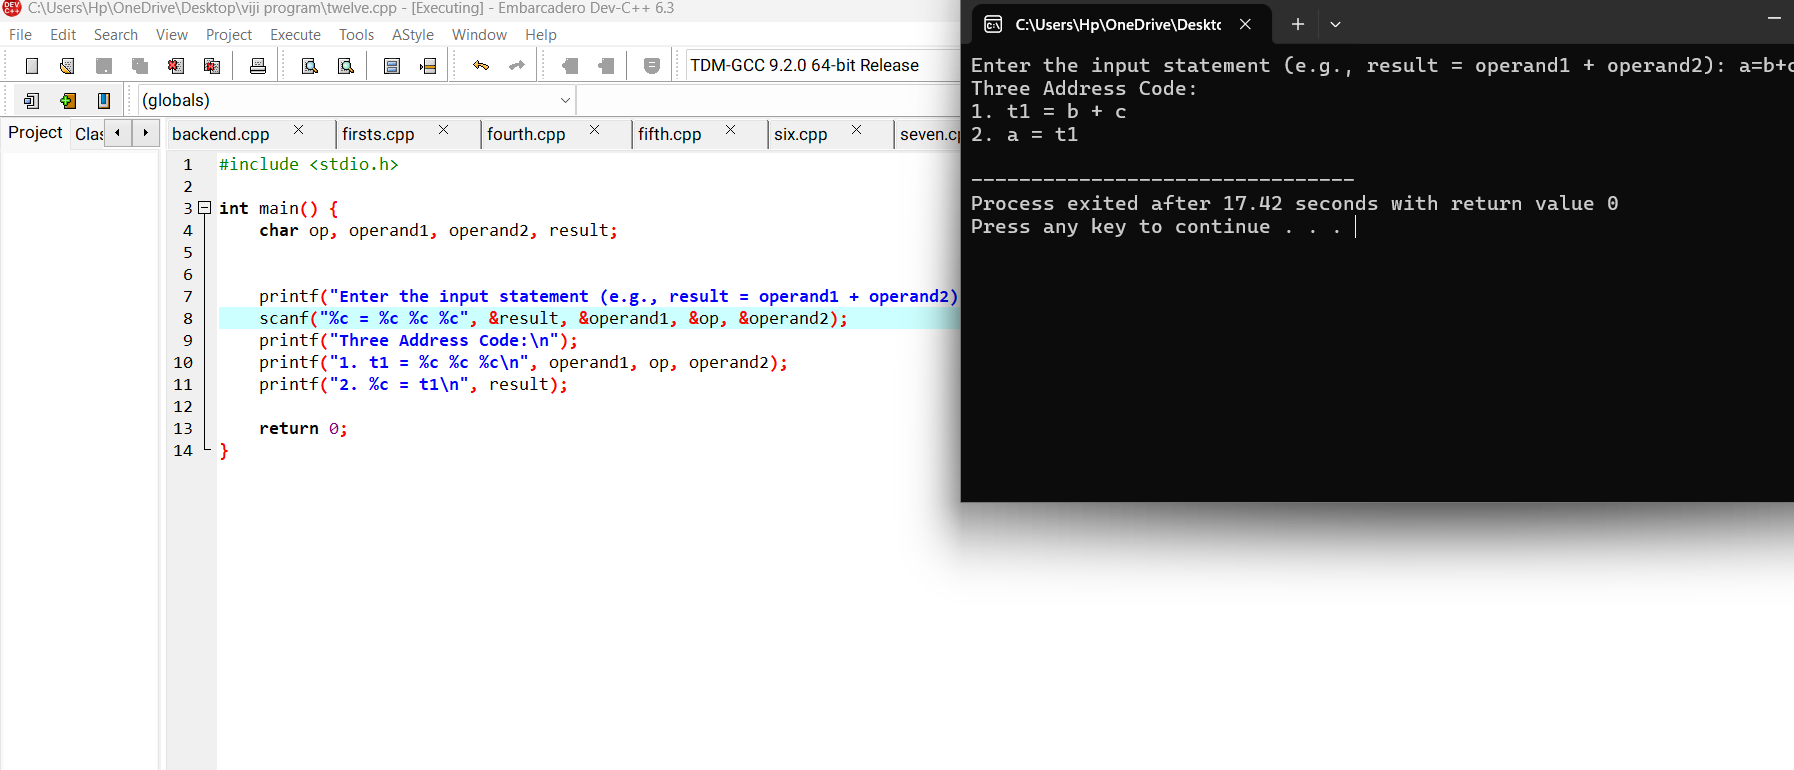 C:\Users\Hp\OneDrive\Desktop\viji program\twelve.cpp - [Executing] - Embarcadero Dev-C++ 6.3
File Edit Search View Project Execute Tools AStyle Window Help
TDM-GCC 9.2.0 64-bit Release
(globals)
Project Clas
backend.cpp firsts.cpp fourth.cpp fifth.cpp six.cpp seven.cp
1 #include <stdio.h>
2
3 int main() {
4 char op, operand1, operand2, result;
5
6
7 printf("Enter the input statement (e.g., result = operand1 + operand2)
8 scanf("%c = %c %c %c", &result, &operand1, &op, &operand2);
9 printf("Three Address Code:\n");
10 printf("1. t1 = %c %c %c\n", operand1, op, operand2);
11 printf("2. %c = t1\n", result);
12
13 return 0;
14 }
C:\Users\Hp\OneDrive\Deskto
Enter the input statement (e.g., result = operand1 + operand2): a=b+c
Three Address Code:
1. t1 = b + c
2. a = t1
--------------------------------
Process exited after 17.42 seconds with return value 0
Press any key to continue . . .